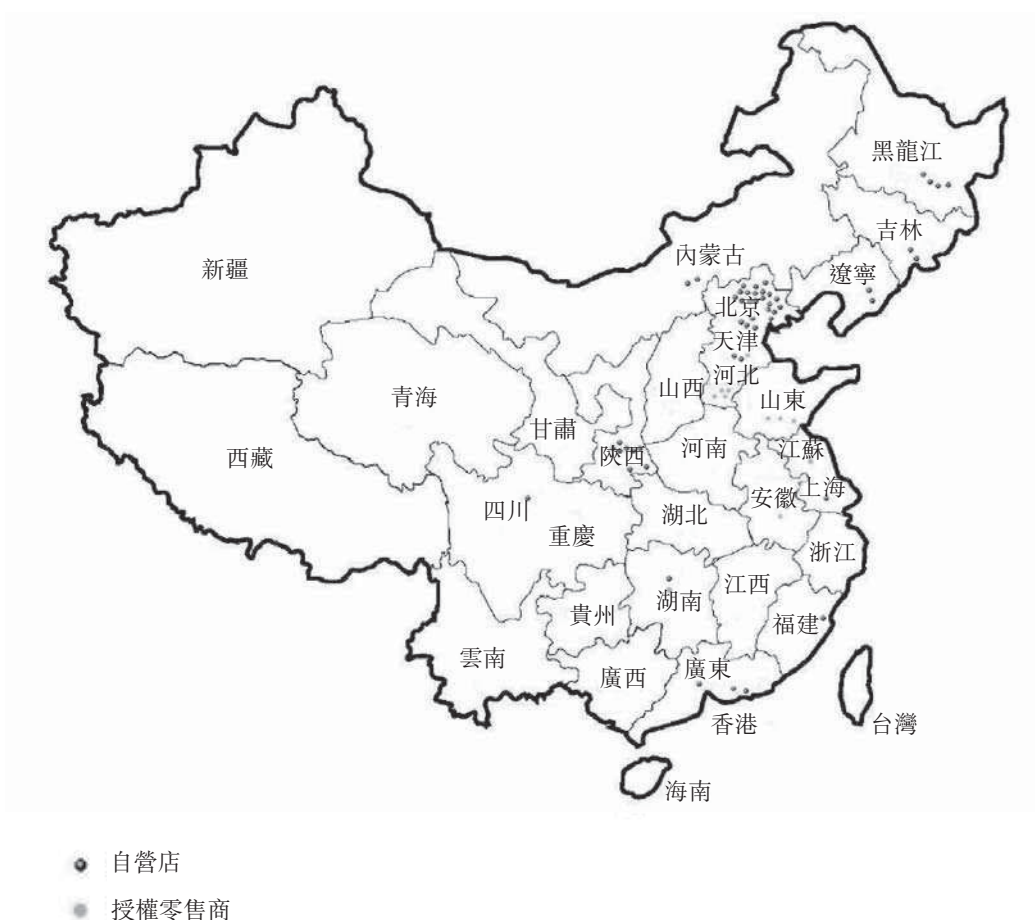 黑龍江
吉林
內蒙古
遼寧
新疆
北京
天津
河北
山西
青海
山東
甘肅
西藏
陝西
河南
江蘇
四川
安徽
上海
湖北
重慶
浙江
江西
湖南
貴州
福建
雲南
廣西
廣東
香港
台灣
海南
自營店
授權零售商